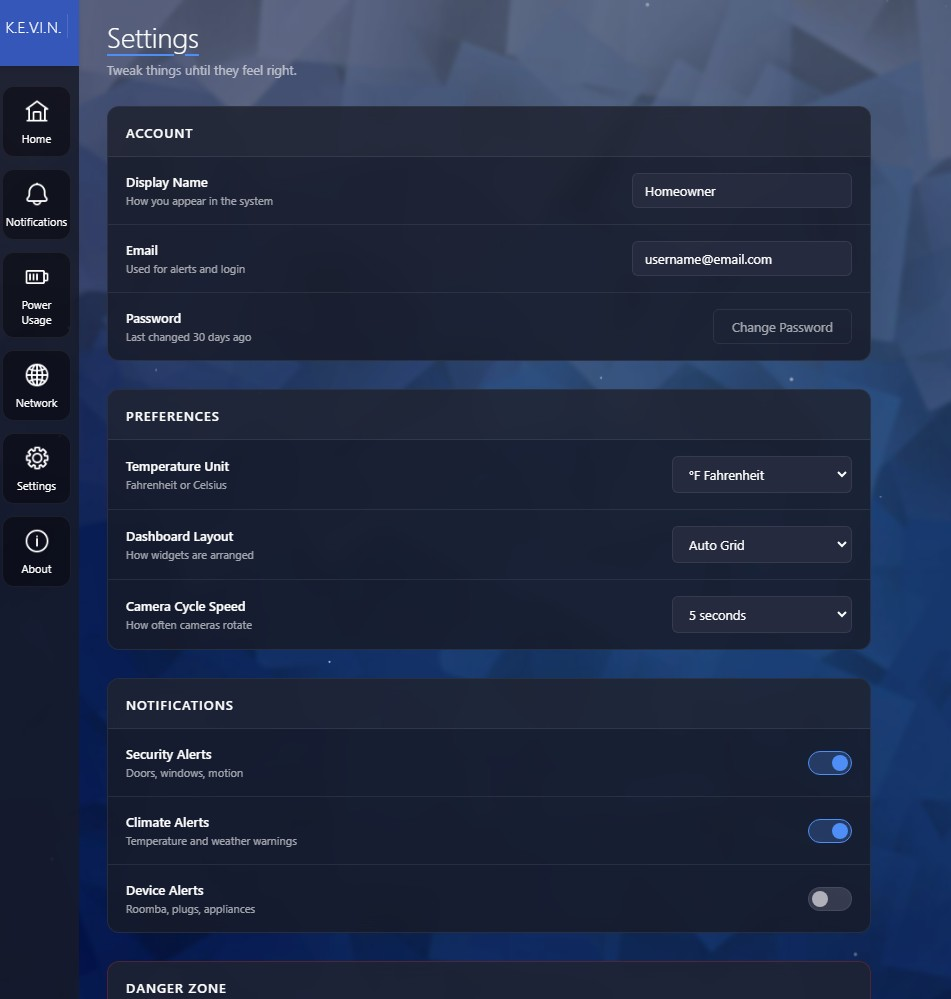 K.E.V.I.N.
Home
Notifications
Power
Usage
Network
Settings
About
Settings
Tweak things until they feel right.
ACCOUNT
Display Name
How you appear in the system
Homeowner
Email
Used for alerts and login
username@email.com
Password
Last changed 30 days ago
Change Password
PREFERENCES
Temperature Unit
Fahrenheit or Celsius
°F Fahrenheit
Dashboard Layout
How widgets are arranged
Auto Grid
Camera Cycle Speed
How often cameras rotate
5 seconds
NOTIFICATIONS
Security Alerts
Doors, windows, motion
Climate Alerts
Temperature and weather warnings
Device Alerts
Roomba, plugs, appliances
DANGER ZONE